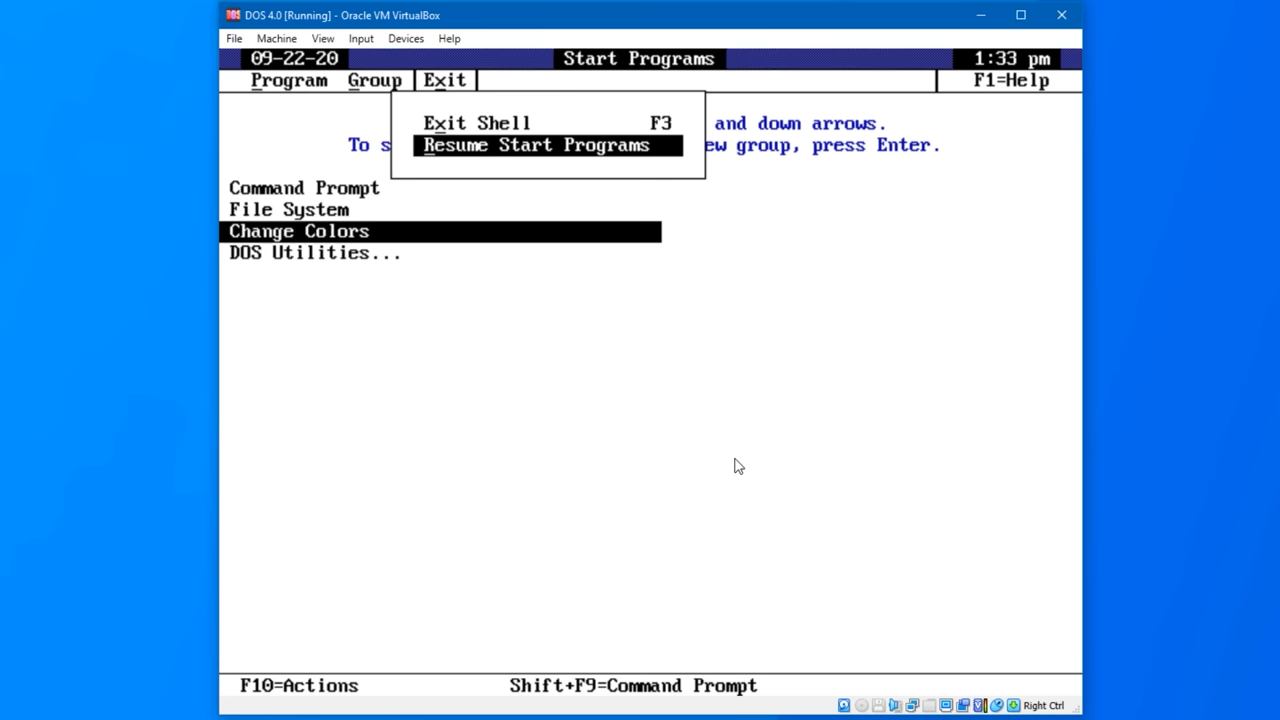 DOS 4.0 [Running] - Oracle VM VirtualBox
File Machine View Input Devices Help
09-22-20 Start Programs 1:33 pm
Program Group Exit F1=Help
Exit Shell F3 and down arrows.
To Resume Start Programs group, press Enter.
Command Prompt
File System
Change Colors
DOS Utilities...
F10=Actions Shift+F9=Command Prompt
Right Ctrl